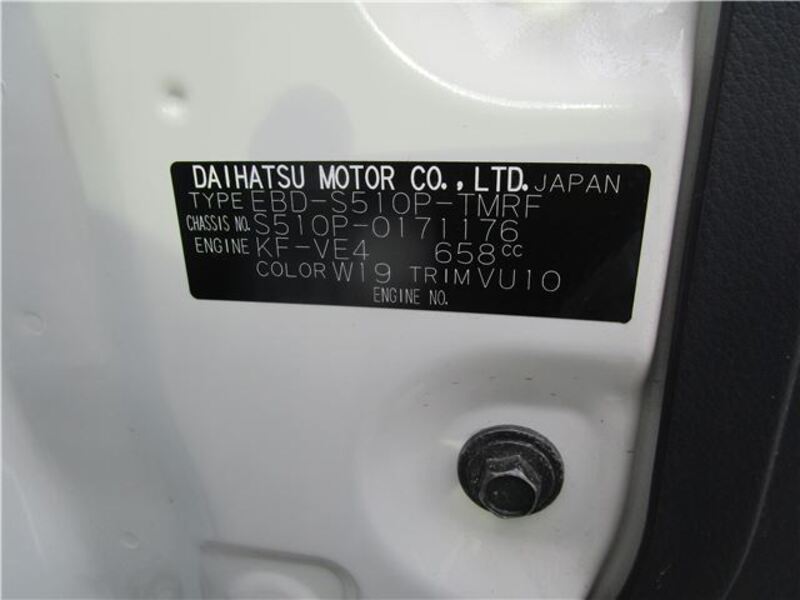 DAIHATSU MOTOR CO., LTD. JAPAN
TYPE EBD-S510P-TMRF
CHASSIS NO. S510P-0171176
ENGINE KF-VE4 658CC
COLOR W19 TRIM VU10
ENGINE NO.